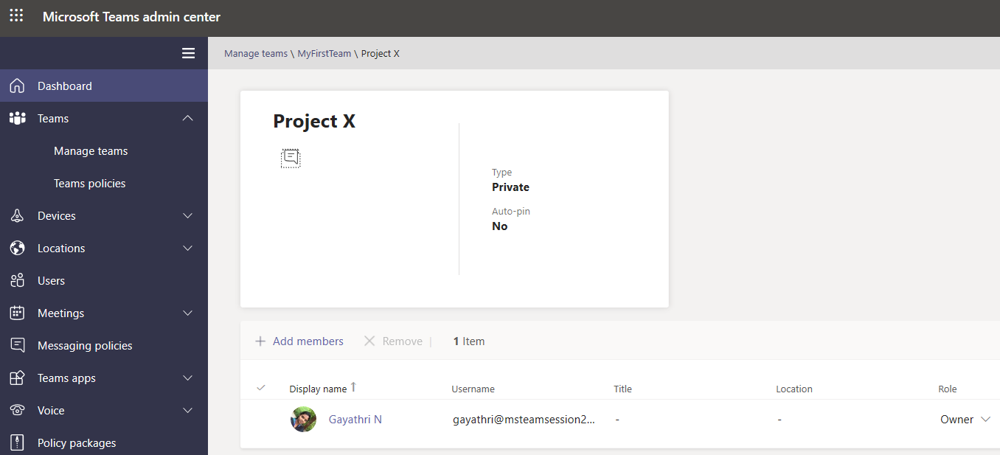 Microsoft Teams admin center
Manage teams \ MyFirstTeam \ Project X
Dashboard
Teams
Manage teams
Teams policies
Devices
Locations
Users
Meetings
Messaging policies
Teams apps
Voice
Policy packages
Project X
Type
Private
Auto-pin
No
Add members Remove | 1 Item
Display name Username Title Location Role
Gayathri N gayathri@msteamsession2... - - Owner